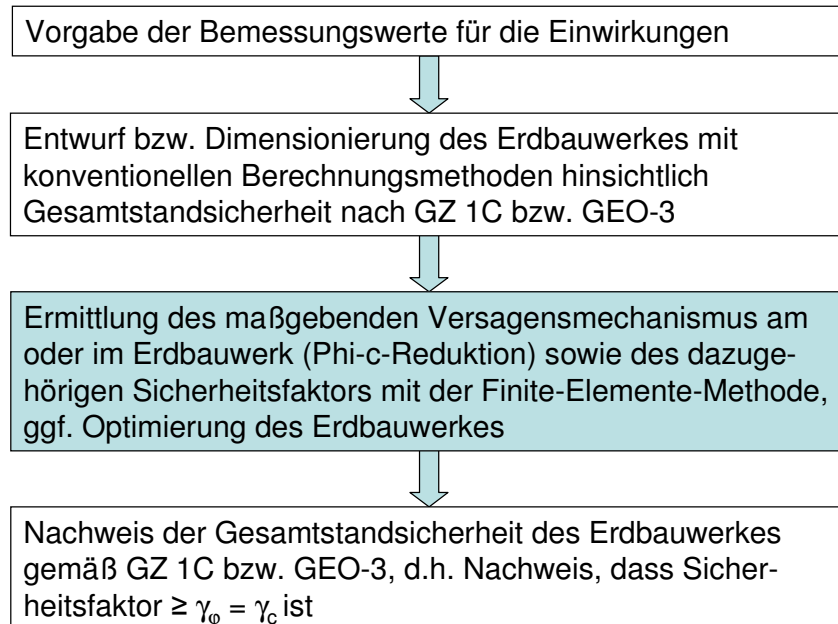 Vorgabe der Bemessungswerte für die Einwirkungen
Entwurf bzw. Dimensionierung des Erdbauwerkes mit
konventionellen Berechnungsmethoden hinsichtlich
Gesamtstandsicherheit nach GZ 1C bzw. GEO-3
Ermittlung des maßgebenden Versagensmechanismus am
oder im Erdbauwerk (Phi-c-Reduktion) sowie des dazuge-
hörigen Sicherheitsfaktors mit der Finite-Elemente-Methode,
ggf. Optimierung des Erdbauwerkes
Nachweis der Gesamtstandsicherheit des Erdbauwerkes
gemäß GZ 1C bzw. GEO-3, d.h. Nachweis, dass Sicher-
heitsfaktor ≥ γφ = γc ist